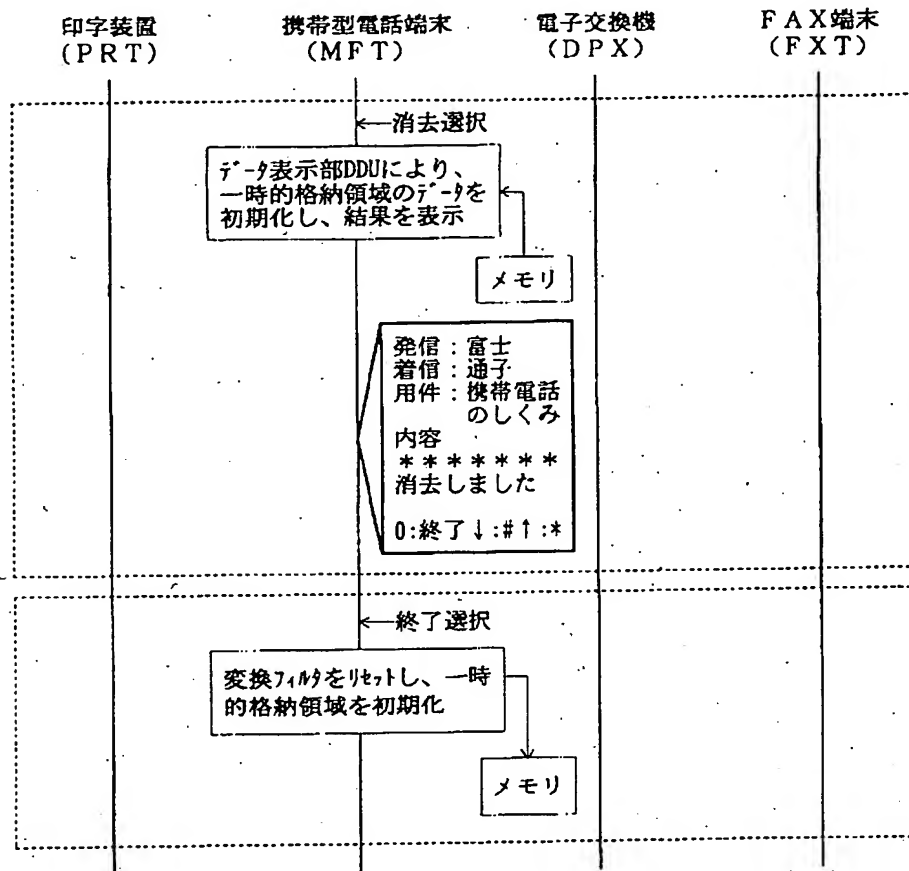 印字装置
(PRT)
携帯型電話端末
(MFT)
電子交換機
(DPX)
FAX端末
(FXT)
消去選択
データ表示部DDUにより、
一時的格納領域のデータを
初期化し、結果を表示
メモリ
発信：富士
着信：通子
用件：携帯電話
のしくみ
内容
＊＊＊＊＊＊＊
消去しました
0:終了↓:#↑:*
終了選択
変換フィルタをリセットし、一時
的格納領域を初期化
メモリ